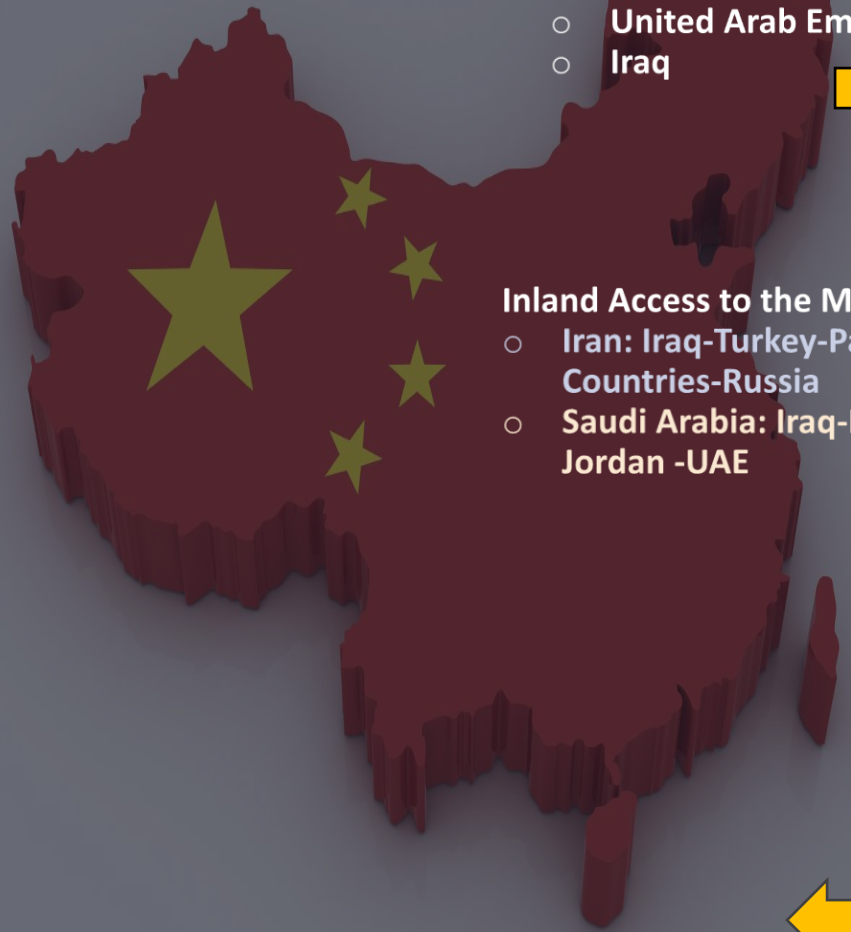 United Arab Em
Iraq
Inland Access to the M
Iran: Iraq-Turkey-Pa
Countries-Russia
Saudi Arabia: Iraq-
Jordan -UAE